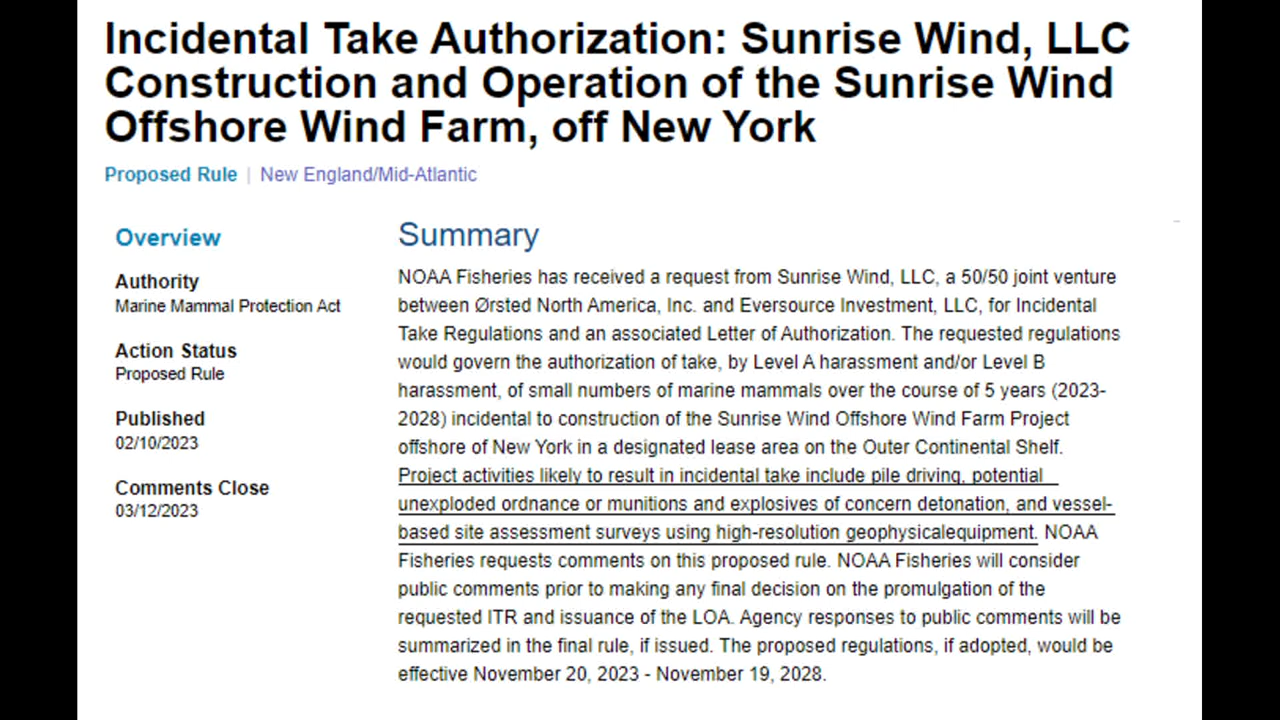 Incidental Take Authorization: Sunrise Wind, LLC
Construction and Operation of the Sunrise Wind
Offshore Wind Farm, off New York
Proposed Rule | New England/Mid-Atlantic
Overview
Authority
Marine Mammal Protection Act
Action Status
Proposed Rule
Published
02/10/2023
Comments Close
03/12/2023
Summary
NOAA Fisheries has received a request from Sunrise Wind, LLC, a 50/50 joint venture
between Ørsted North America, Inc. and Eversource Investment, LLC, for Incidental
Take Regulations and an associated Letter of Authorization. The requested regulations
would govern the authorization of take, by Level A harassment and/or Level B
harassment, of small numbers of marine mammals over the course of 5 years (2023-
2028) incidental to construction of the Sunrise Wind Offshore Wind Farm Project
offshore of New York in a designated lease area on the Outer Continental Shelf.
Project activities likely to result in incidental take include pile driving, potential
unexploded ordnance or munitions and explosives of concern detonation, and vessel-
based site assessment surveys using high-resolution geophysicalequipment. NOAA
Fisheries requests comments on this proposed rule. NOAA Fisheries will consider
public comments prior to making any final decision on the promulgation of the
requested ITR and issuance of the LOA. Agency responses to public comments will be
summarized in the final rule, if issued. The proposed regulations, if adopted, would be
effective November 20, 2023 - November 19, 2028.